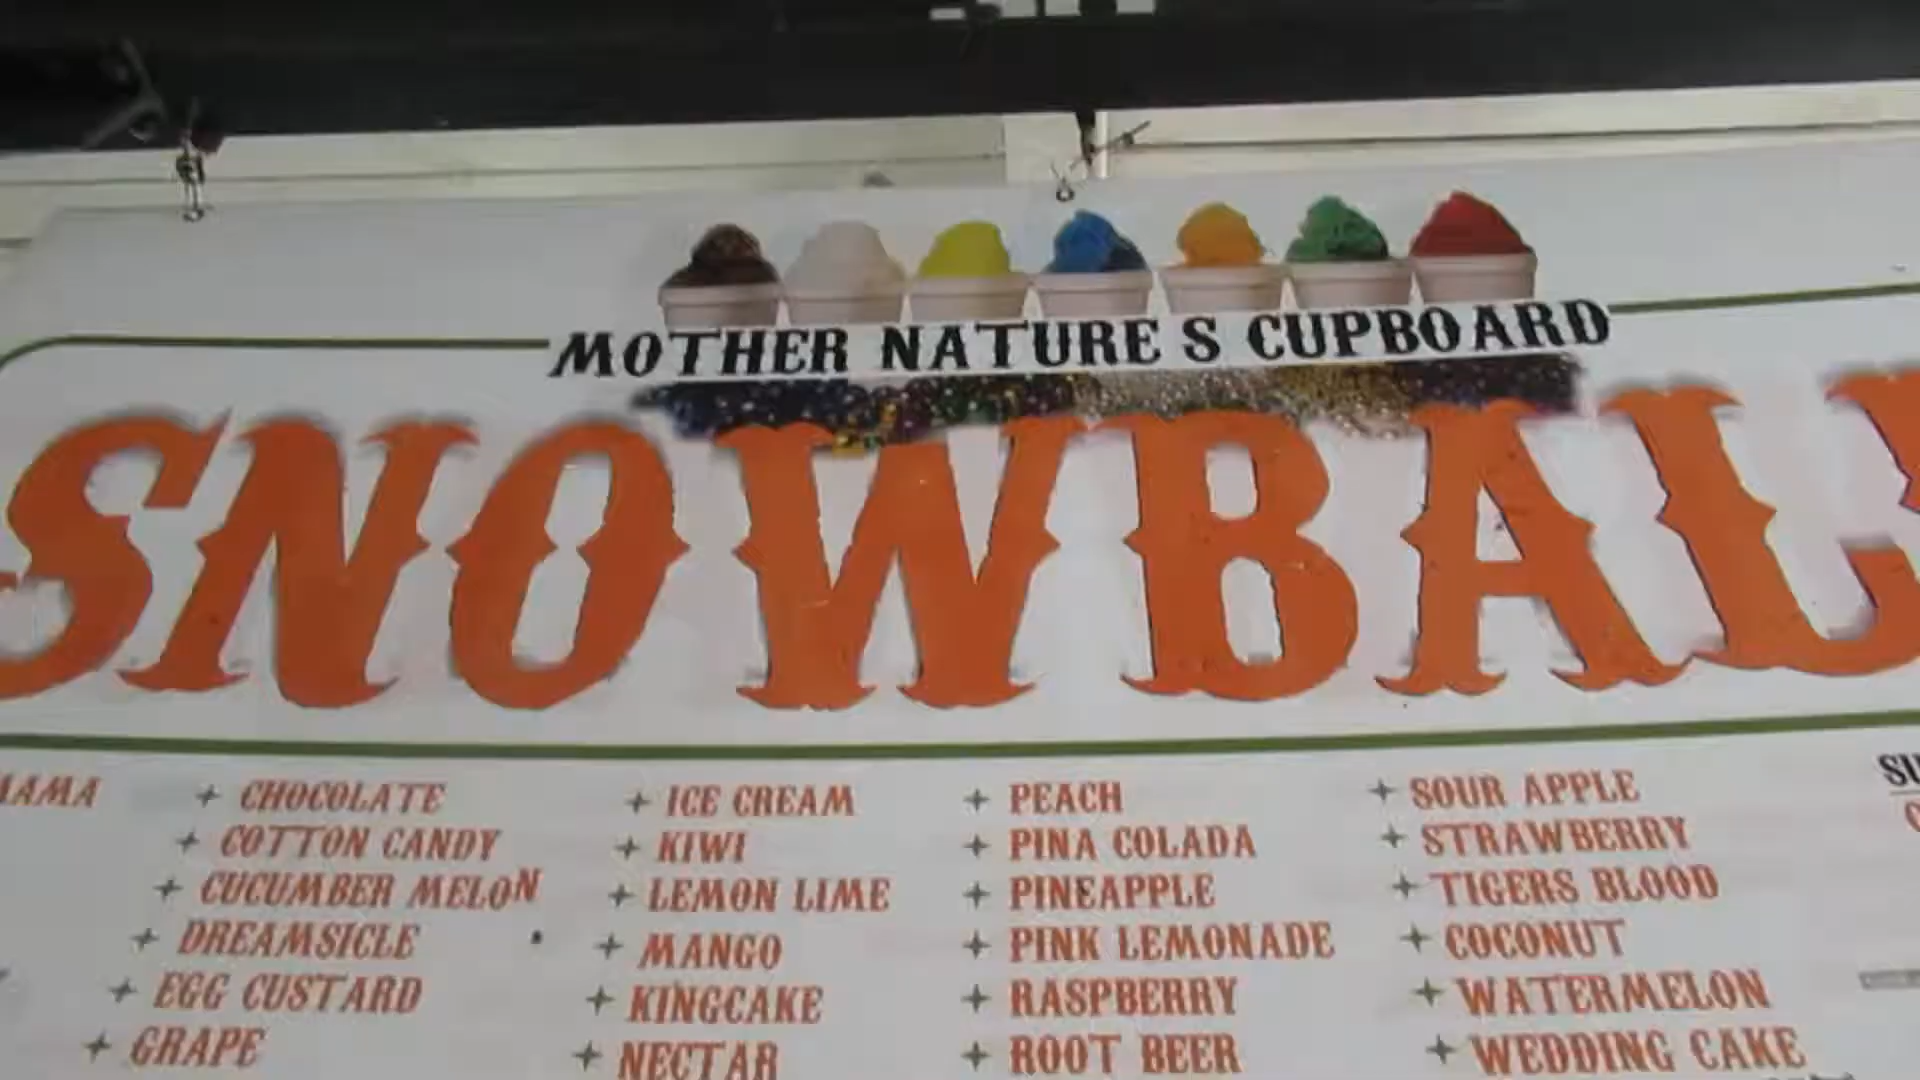 MOTHER NATURE S CUPBOARD
SNOWBAL
CHOCOLATE
COTTON CANDY
CUCUMBER MELON
DREAMSICLE
EGG CUSTARD
GRAPE
ICE CREAM
KIWI
LEMON LIME
MANGO
KINGCAKE
NECTAR
PEACH
PINA COLADA
PINEAPPLE
PINK LEMONADE
RASPBERRY
ROOT BEER
SOUR APPLE
STRAWBERRY
TIGERS BLOOD
COCONUT
WATERMELON
WEDDING CAKE